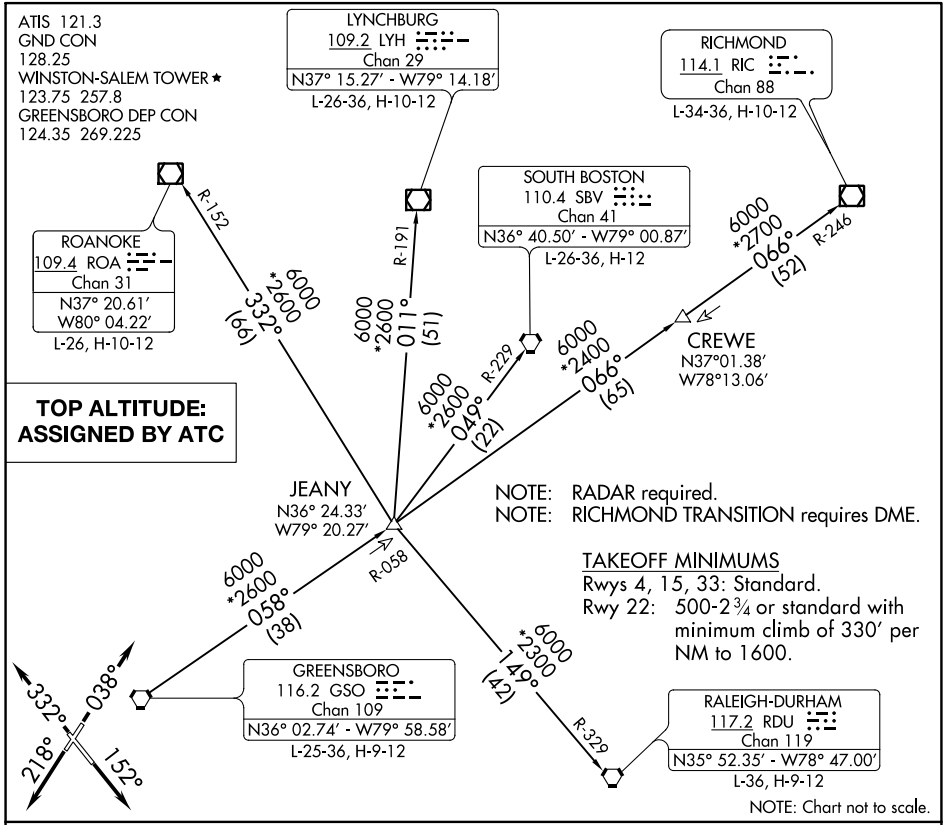 ATIS 121.3
GND CON
128.25
WINSTON-SALEM TOWER ★
123.75 257.8
GREENSBORO DEP CON
124.35 269.225
LYNCHBURG
109.2 LYH
Chan 29
N37° 15.27′ - W79° 14.18′
L-26-36, H-10-12
RICHMOND
114.1 RIC
Chan 88
L-34-36, H-10-12
SOUTH BOSTON
110.4 SBV
Chan 41
N36° 40.50′ - W79° 00.87′
L-26-36, H-12
ROANOKE
109.4 ROA
Chan 31
N37° 20.61′
W80° 04.22′
L-26, H-10-12
R-152
6000
*2600
332°
(66)
R-191
6000
*2600
011°
(51)
R-229
6000
*2600
049°
(22)
6000
*2400
066°
(65)
R-246
6000
*2700
066°
(52)
CREWE
N37°01.38′
W78°13.06′
TOP ALTITUDE:
ASSIGNED BY ATC
JEANY
N36° 24.33′
W79° 20.27′
R-058
6000
*2600
058°
(38)
NOTE: RADAR required.
NOTE: RICHMOND TRANSITION requires DME.
TAKEOFF MINIMUMS
Rwys 4, 15, 33: Standard.
Rwy 22: 500-2¾ or standard with
minimum climb of 330′ per
NM to 1600.
6000
*2300
149°
(42)
R-329
GREENSBORO
116.2 GSO
Chan 109
N36° 02.74′ - W79° 58.58′
L-25-36, H-9-12
RALEIGH-DURHAM
117.2 RDU
Chan 119
N35° 52.35′ - W78° 47.00′
L-36, H-9-12
332°
038°
218°
152°
NOTE: Chart not to scale.